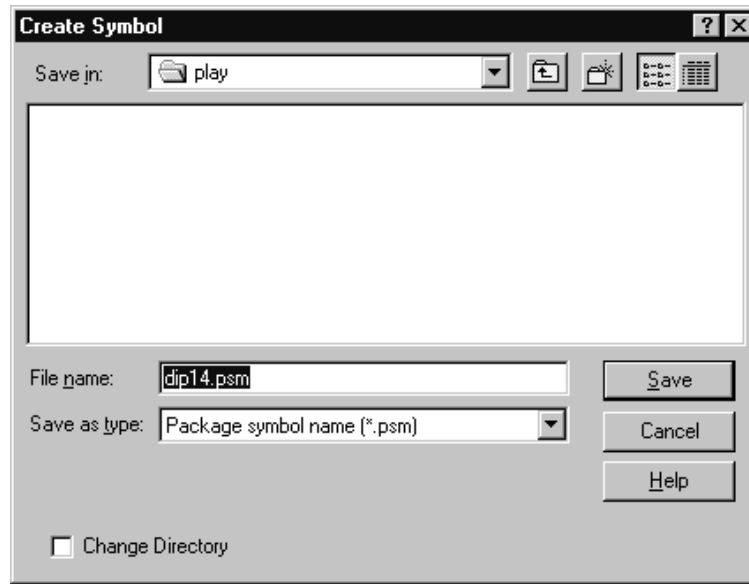 Create Symbol
Save in: play
File name: dip14.psm
Save
Save as type: Package symbol name (*.psm)
Cancel
Help
Change Directory